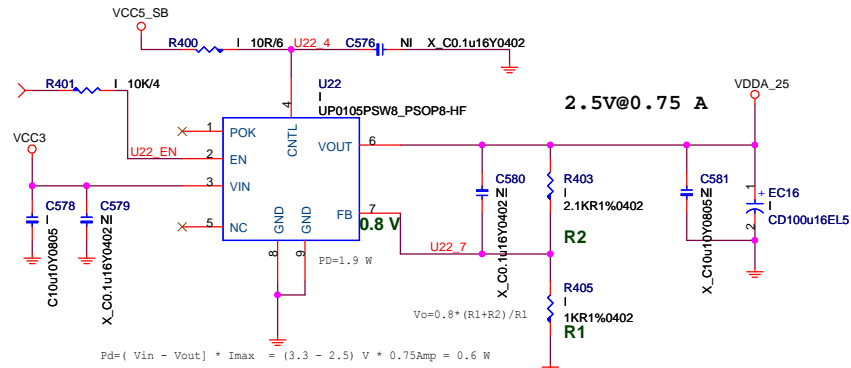 VCC5_SB
R400 I 10R/6 U22_4 C576 NI X_C0.1u16Y0402
VDDA_25
R401 I 10K/4
U22
I
UP0105PSW8_PSOP8-HF
2.5V@0.75 A
VCC3
U22_EN
1 POK
2 EN
3 VIN
5 NC
4 CNTL
VOUT 6
FB 7
GND 8
GND 9
0.8 V
U22_7
PD=1.9 W
C578
I
C10u10Y0805
C579
NI
X_C0.1u16Y0402
C580
NI
X_C0.1u16Y0402
R403
I
2.1KR1%0402
R2
C581
NI
X_C10u10Y0805
1
+ EC16
I
2
CD100u16EL5
R405
I
1KR1%0402
R1
Vo=0.8*(R1+R2)/R1
Pd=( Vin - Vout] * Imax = (3.3 - 2.5) V * 0.75Amp = 0.6 W